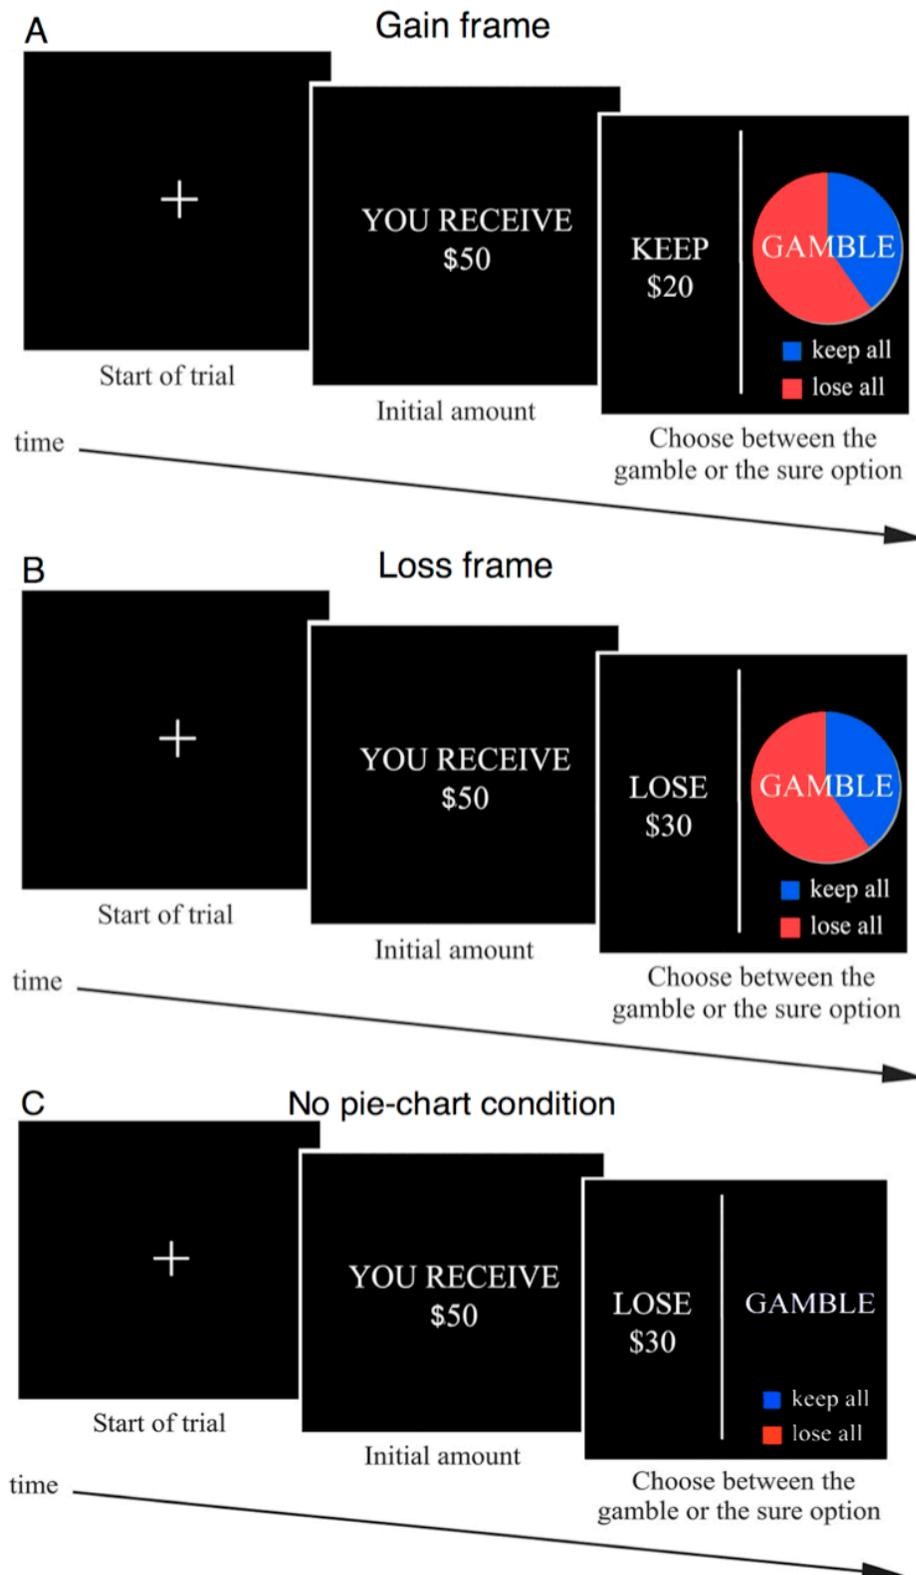 A
Gain frame
YOU RECEIVE
$50
KEEP
$20
GAMBLE
keep all
lose all
Start of trial
Initial amount
Choose between the
gamble or the sure option
time
B
Loss frame
YOU RECEIVE
$50
LOSE
$30
GAMBLE
keep all
lose all
Start of trial
Initial amount
Choose between the
gamble or the sure option
time
C
No pie-chart condition
YOU RECEIVE
$50
LOSE
$30
GAMBLE
keep all
lose all
Start of trial
Initial amount
Choose between the
gamble or the sure option
time